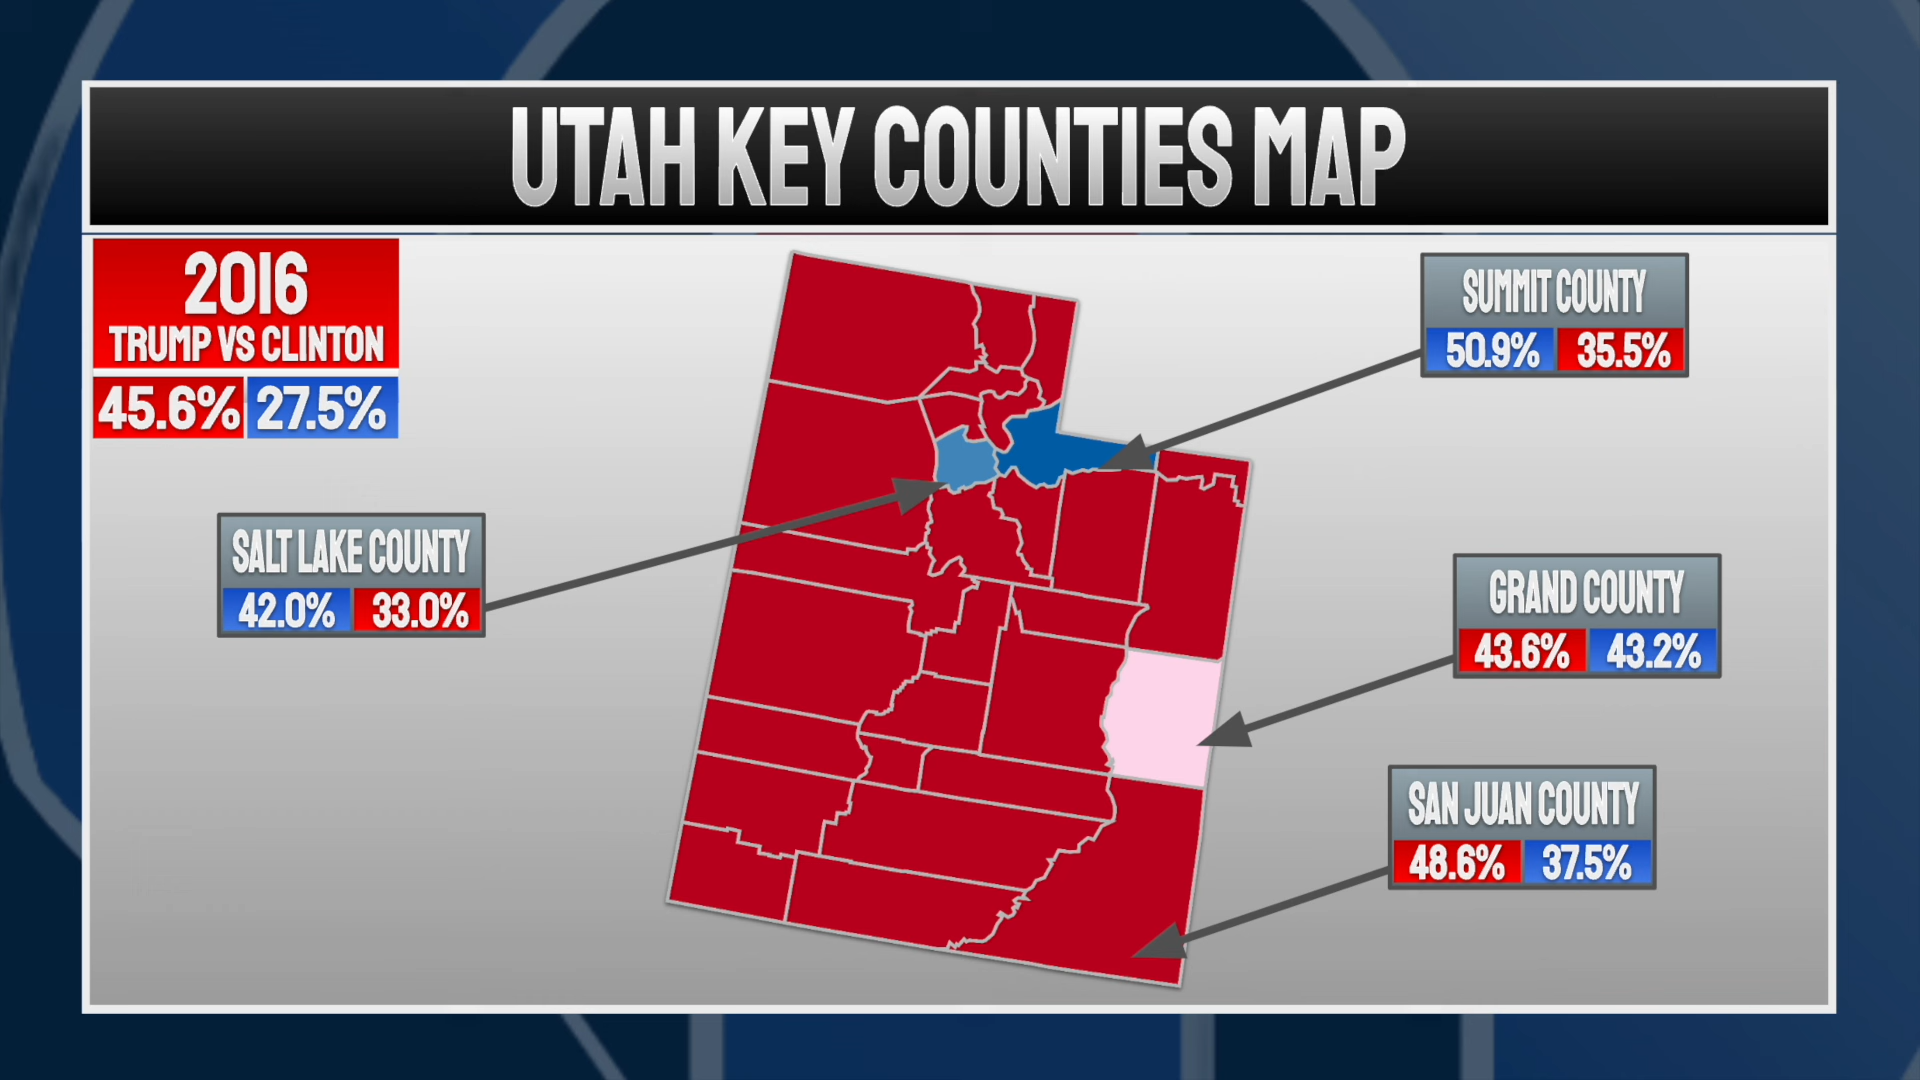 UTAH KEY COUNTIES MAP
2016
TRUMP VS CLINTON
45.6% 27.5%
SUMMIT COUNTY
50.9% 35.5%
SALT LAKE COUNTY
42.0% 33.0%
GRAND COUNTY
43.6% 43.2%
SAN JUAN COUNTY
48.6% 37.5%